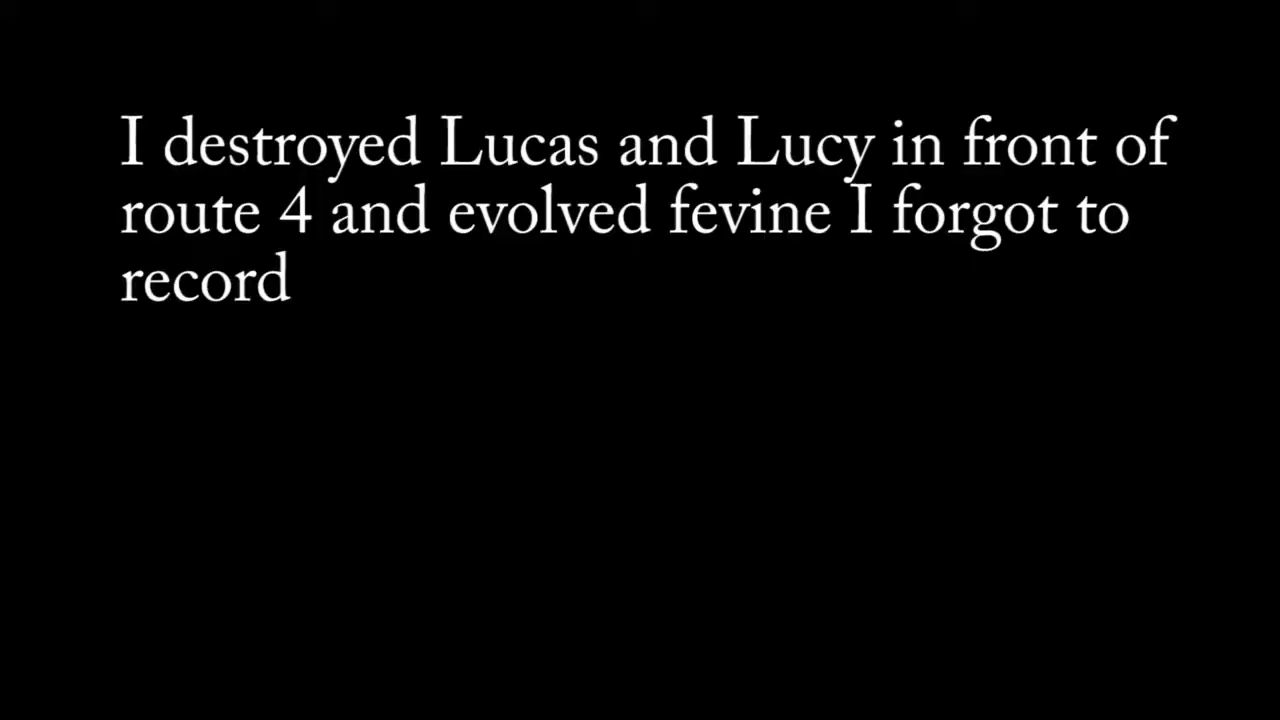 I destroyed Lucas and Lucy in front of
route 4 and evolved fevine I forgot to
record